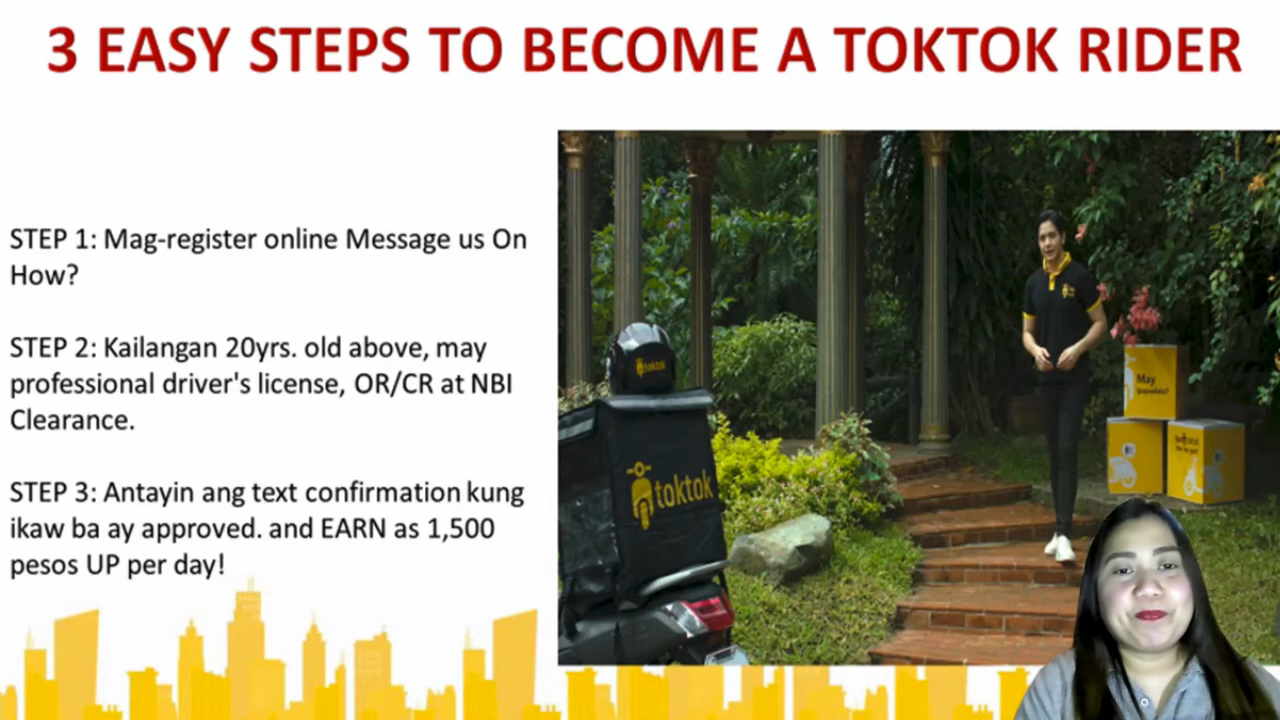 3 EASY STEPS TO BECOME A TOKTOK RIDER
STEP 1: Mag-register online Message us On
How?
STEP 2: Kailangan 20yrs. old above, may
professional driver's license, OR/CR at NBI
Clearance.
STEP 3: Antayin ang text confirmation kung
ikaw ba ay approved. and EARN as 1,500
pesos UP per day!
toktok
toktok
May